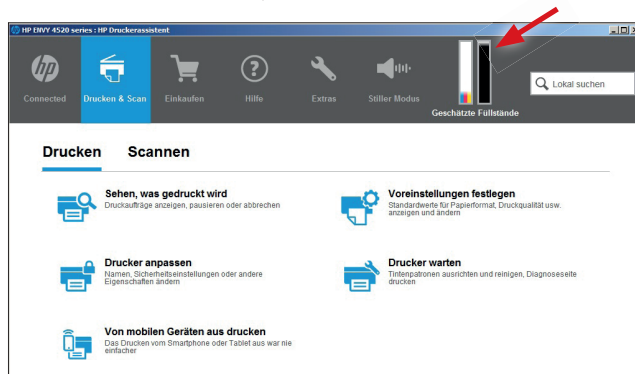 HP ENVY 4520 series : HP Druckerassistent
hp
Connected
Drucken & Scan
Einkaufen
Hilfe
Extras
Stiller Modus
Geschätzte Füllstände
Lokal suchen
Drucken Scannen
Sehen, was gedruckt wird
Druckaufträge anzeigen, pausieren oder abbrechen
Voreinstellungen festlegen
Standardwerte für Papierformat, Druckqualität usw.
anzeigen und ändern
Drucker anpassen
Namen, Sicherheitseinstellungen oder andere
Eigenschaften ändern
Drucker warten
Tintenpatronen ausrichten und reinigen, Diagnoseseite
drucken
Von mobilen Geräten aus drucken
Das Drucken vom Smartphone oder Tablet aus war nie
einfacher